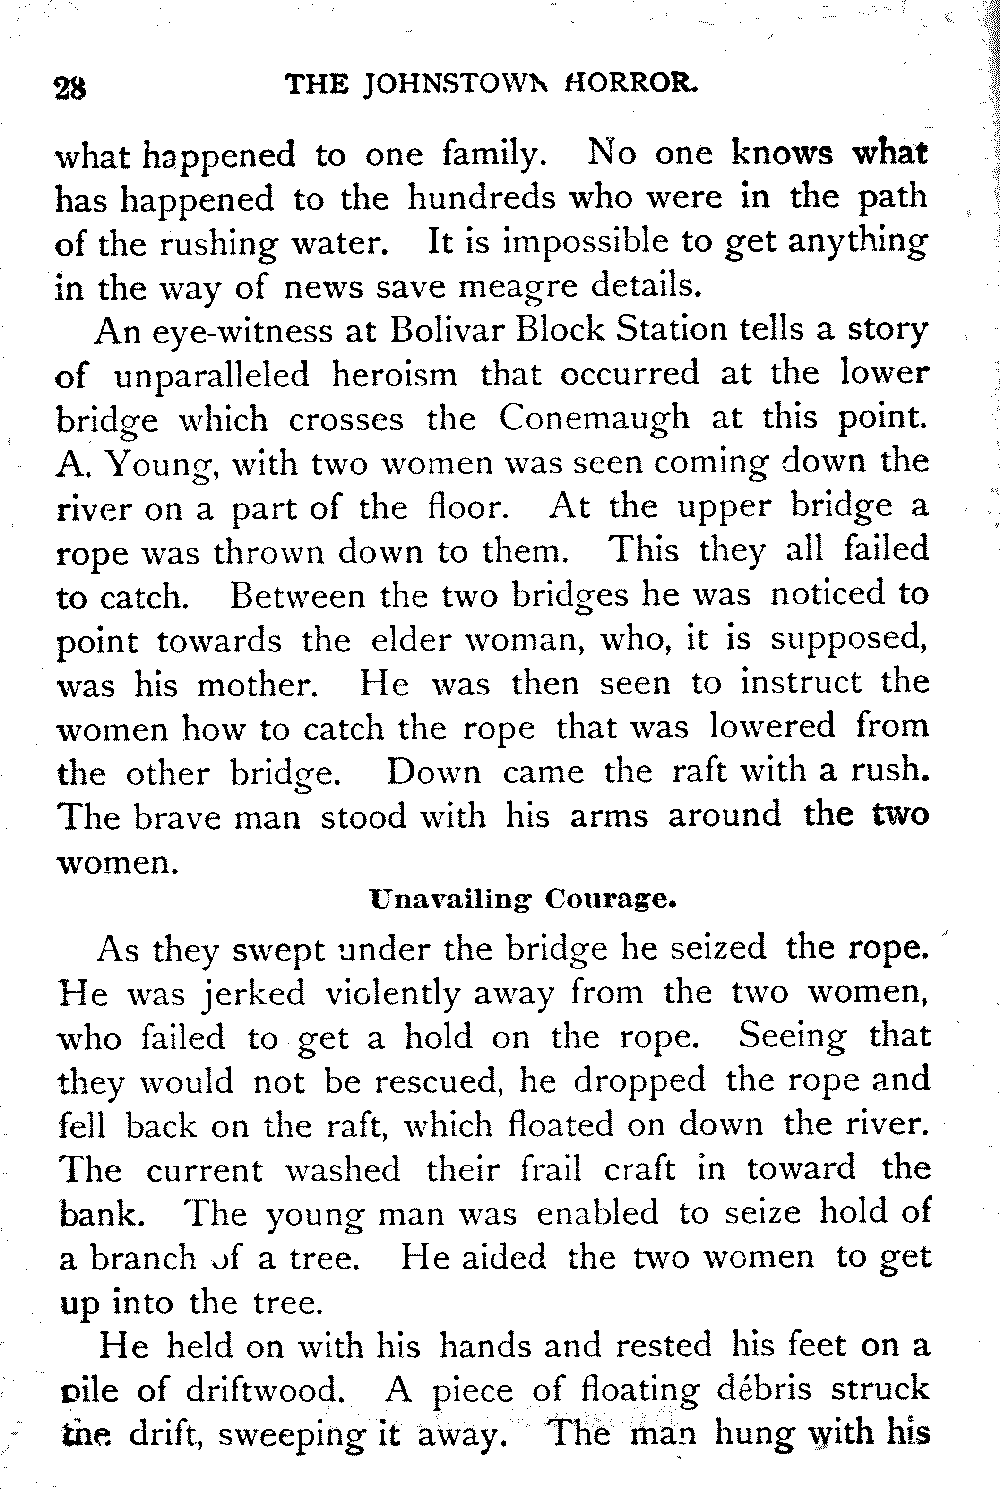 28 THE JOHNSTOWN HORROR.
what happened to one family. No one knows what
has happened to the hundreds who were in the path
of the rushing water. It is impossible to get anything
in the way of news save meagre details.
An eye-witness at Bolivar Block Station tells a story
of unparalleled heroism that occurred at the lower
bridge which crosses the Conemaugh at this point.
A. Young, with two women was seen coming down the
river on a part of the floor. At the upper bridge a
rope was thrown down to them. This they all failed
to catch. Between the two bridges he was noticed to
point towards the elder woman, who, it is supposed,
was his mother. He was then seen to instruct the
women how to catch the rope that was lowered from
the other bridge. Down came the raft with a rush.
The brave man stood with his arms around the two
women.
Unavailing Courage.
As they swept under the bridge he seized the rope.
He was jerked violently away from the two women,
who failed to get a hold on the rope. Seeing that
they would not be rescued, he dropped the rope and
fell back on the raft, which floated on down the river.
The current washed their frail craft in toward the
bank. The young man was enabled to seize hold of
a branch of a tree. He aided the two women to get
up into the tree.
He held on with his hands and rested his feet on a
pile of driftwood. A piece of floating débris struck
the drift, sweeping it away. The man hung with his